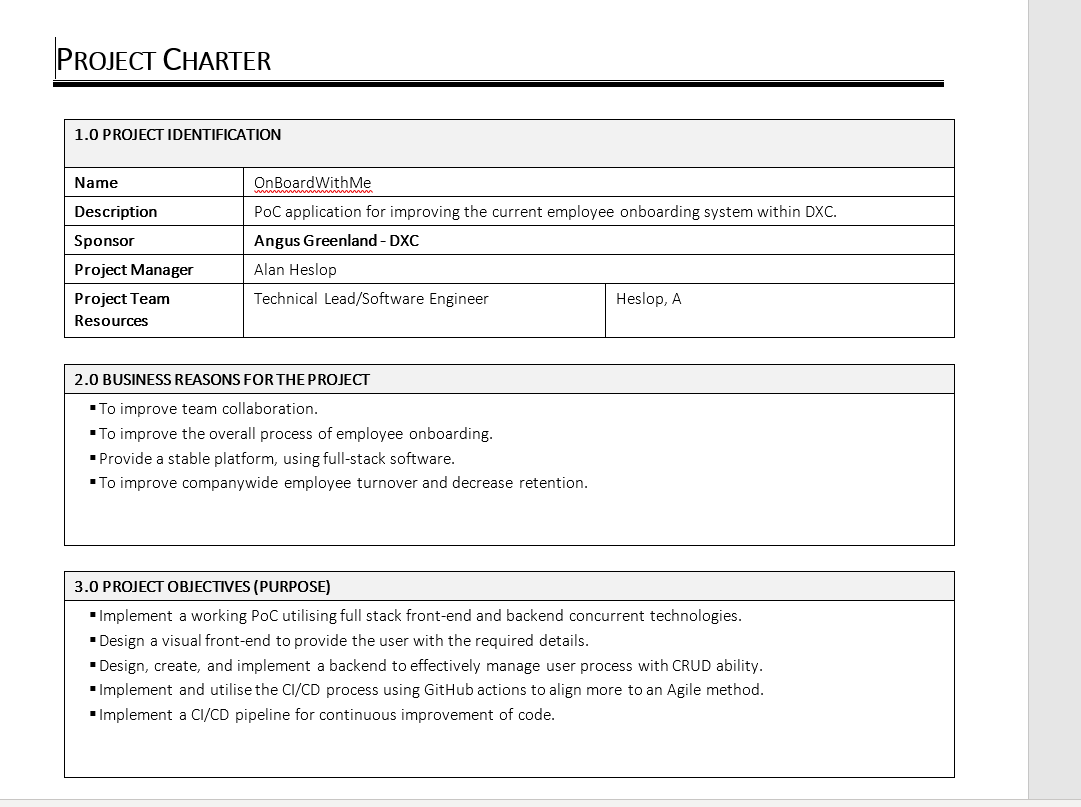 PROJECT CHARTER
1.0 PROJECT IDENTIFICATION
Name OnBoardWithMe
Description PoC application for improving the current employee onboarding system within DXC.
Sponsor Angus Greenland - DXC
Project Manager Alan Heslop
Project Team Resources Technical Lead/Software Engineer Heslop, A
2.0 BUSINESS REASONS FOR THE PROJECT
▪ To improve team collaboration.
▪ To improve the overall process of employee onboarding.
▪ Provide a stable platform, using full-stack software.
▪ To improve companywide employee turnover and decrease retention.
3.0 PROJECT OBJECTIVES (PURPOSE)
▪ Implement a working PoC utilising full stack front-end and backend concurrent technologies.
▪ Design a visual front-end to provide the user with the required details.
▪ Design, create, and implement a backend to effectively manage user process with CRUD ability.
▪ Implement and utilise the CI/CD process using GitHub actions to align more to an Agile method.
▪ Implement a CI/CD pipeline for continuous improvement of code.